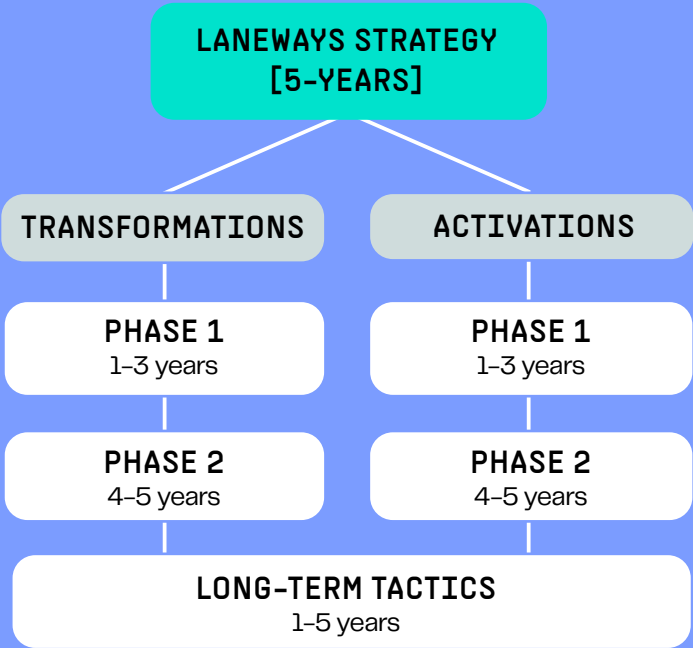 LANEWAYS STRATEGY
[5-YEARS]
TRANSFORMATIONS
ACTIVATIONS
PHASE 1
1–3 years
PHASE 1
1–3 years
PHASE 2
4–5 years
PHASE 2
4–5 years
LONG-TERM TACTICS
1–5 years